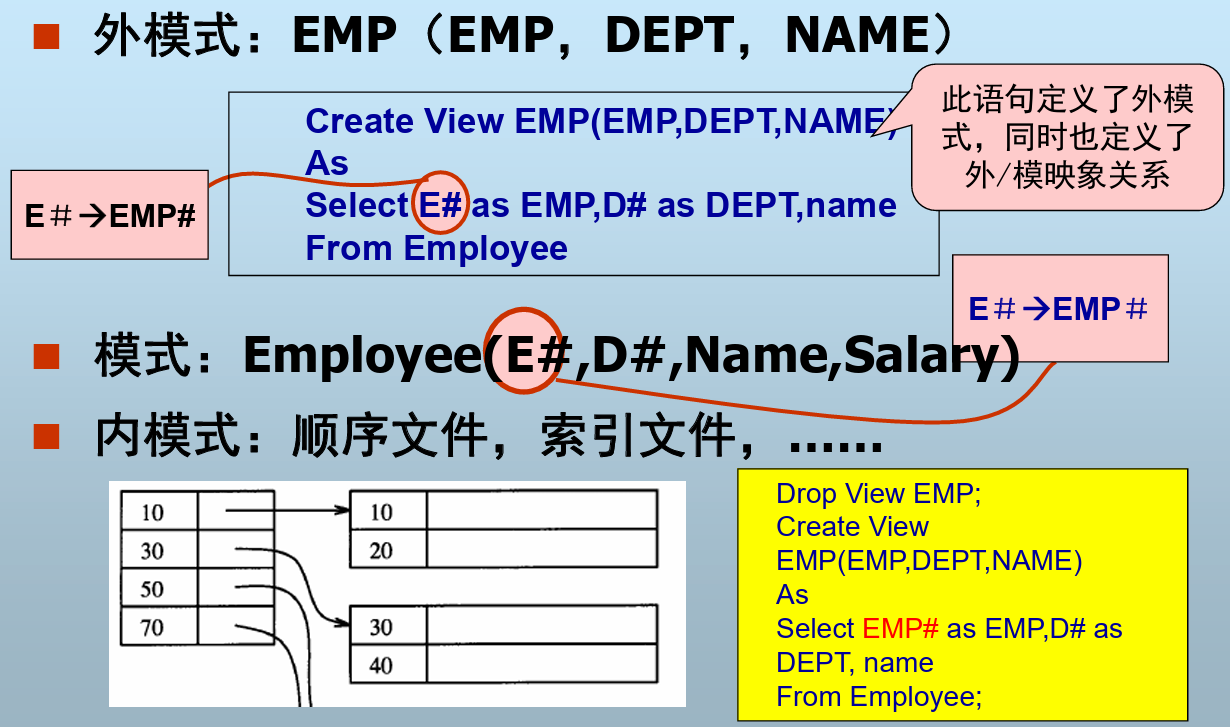 外模式：EMP（EMP，DEPT，NAME）
Create View EMP(EMP,DEPT,NAME)
As
Select E# as EMP,D# as DEPT,name
From Employee
此语句定义了外模
式，同时也定义了
外/模映象关系
E＃→EMP#
E＃→EMP＃
模式：Employee(E#,D#,Name,Salary)
内模式：顺序文件，索引文件，……
10
30
50
70
10
20
30
40
Drop View EMP;
Create View
EMP(EMP,DEPT,NAME)
As
Select EMP# as EMP,D# as
DEPT, name
From Employee;